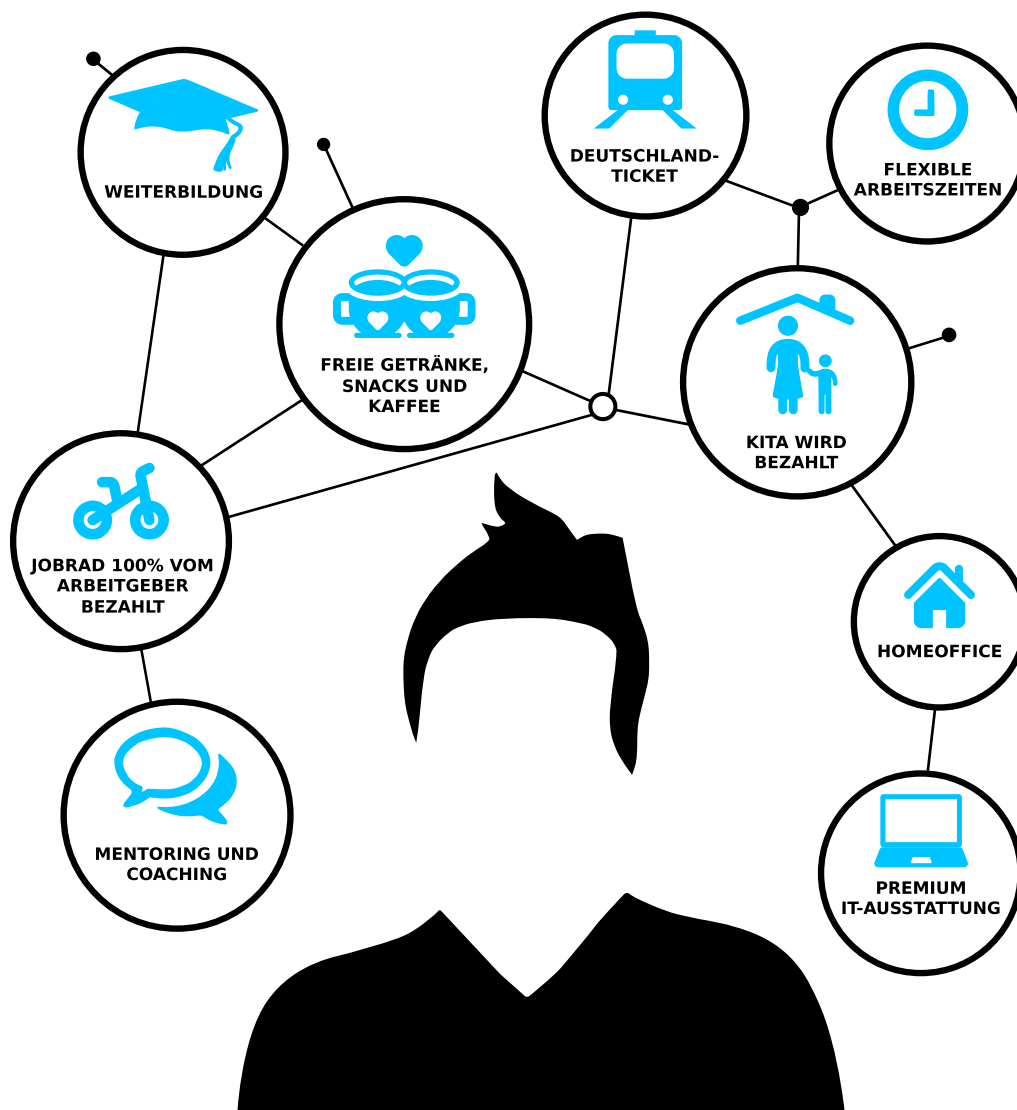 WEITERBILDUNG
DEUTSCHLAND-
TICKET
FLEXIBLE
ARBEITSZEITEN
FREIE GETRÄNKE,
SNACKS UND
KAFFEE
KITA WIRD
BEZAHLT
JOBRAD 100% VOM
ARBEITGEBER
BEZAHLT
HOMEOFFICE
MENTORING UND
COACHING
PREMIUM
IT-AUSSTATTUNG